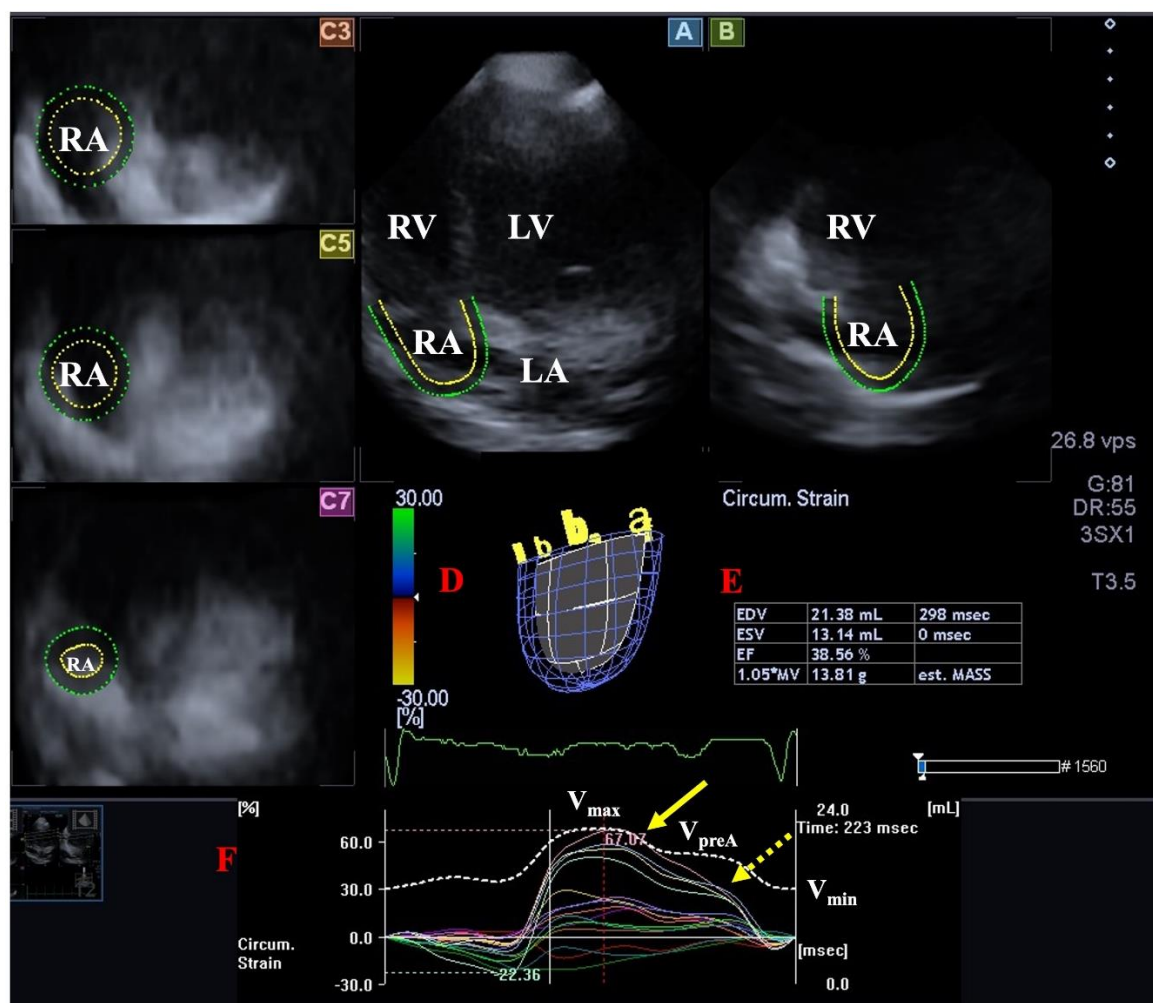 C3
RA
C5
RA
C7
RA
A
RV
LV
RA
LA
B
RV
RA
26.8 vps
G:81
DR:55
3SX1
T3.5
30.00
-30.00
[%]
D
Circum. Strain
E
EDV 21.38 mL 298 msec
ESV 13.14 mL 0 msec
EF 38.56 %
1.05*MV 13.81 g est. MASS
#1560
F
[%]
60.0
30.0
0.0
-30.0
Circum.
Strain
Vmax
67.07
VpreA
Vmin
-22.36
24.0 [mL]
Time: 223 msec
[msec]
0.0